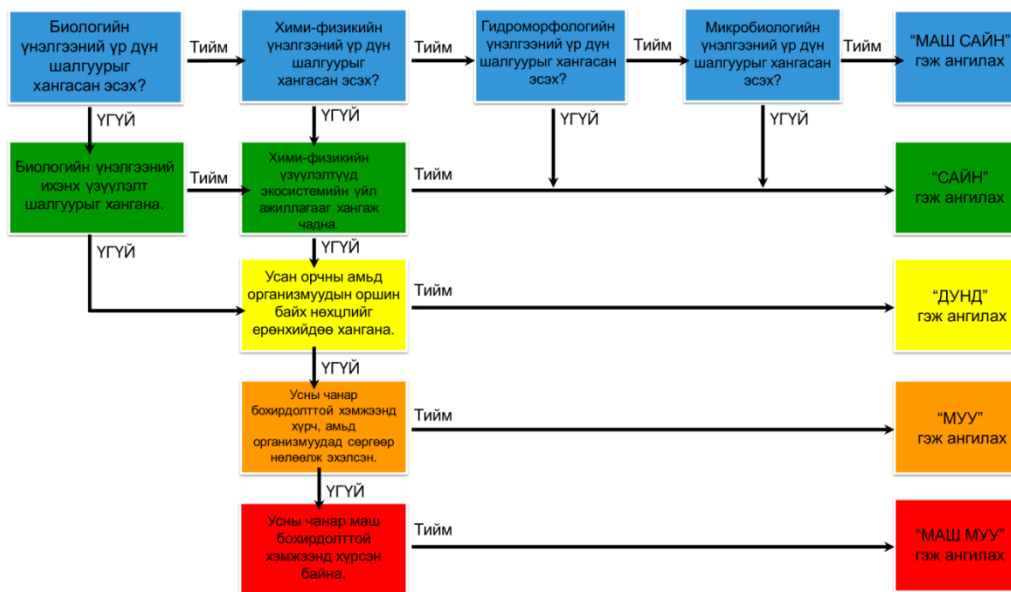 Биологийн
үнэлгээний үр дүн
шалгуурыг
хангасан эсэх?
Тийм
Хими-физикийн
үнэлгээний үр дүн
шалгуурыг
хангасан эсэх?
Тийм
Гидроморфологийн
үнэлгээний үр дүн
шалгуурыг хангасан
эсэх?
Тийм
Микробиологийн
үнэлгээний үр дүн
шалгуурыг хангасан
эсэх?
Тийм
“МАШ САЙН”
гэж ангилах
ҮГҮЙ
ҮГҮЙ
ҮГҮЙ
ҮГҮЙ
Биологийн үнэлгээний
ихэнх үзүүлэлт
шалгуурыг хангана.
Тийм
Хими-физикийн
үзүүлэлтүүд
экосистемийн үйл
ажиллагааг хангаж
чадна.
Тийм
“САЙН”
гэж ангилах
ҮГҮЙ
ҮГҮЙ
Усан орчны амьд
организмуудын оршин
байх нөхцлийг
ерөнхийдөө хангана.
Тийм
“ДУНД”
гэж ангилах
ҮГҮЙ
Усны чанар
бохирдолттой хэмжээнд
хүрч, амьд
организмуудад сөргөөр
нөлөөлж эхэлсэн.
Тийм
“МУУ”
гэж ангилах
ҮГҮЙ
Усны чанар маш
бохирдолттой
хэмжээнд хүрсэн
байна.
Тийм
“МАШ МУУ”
гэж ангилах